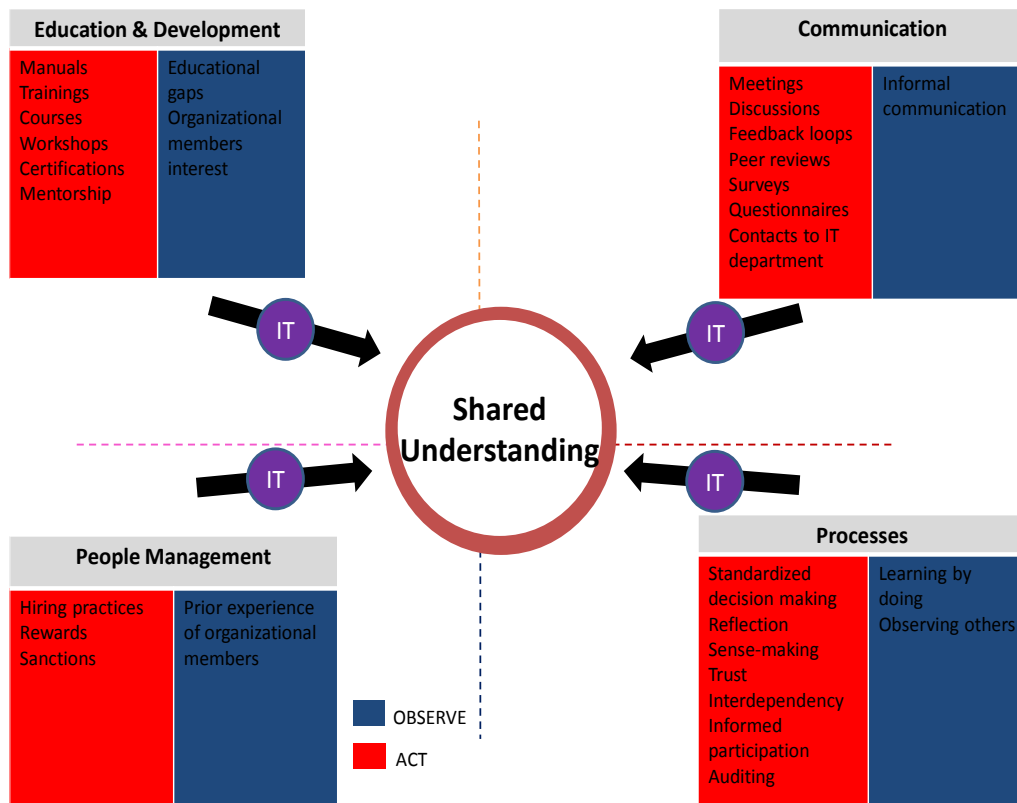 Education & Development
Manuals
Trainings
Courses
Workshops
Certifications
Mentorship
Educational
gaps
Organizational
members
interest
Communication
Meetings
Discussions
Feedback loops
Peer reviews
Surveys
Questionnaires
Contacts to IT
department
Informal
communication
IT
IT
Shared
Understanding
IT
IT
People Management
Hiring practices
Rewards
Sanctions
Prior experience
of organizational
members
OBSERVE
ACT
Processes
Standardized
decision making
Reflection
Sense-making
Trust
Interdependency
Informed
participation
Auditing
Learning by
doing
Observing others